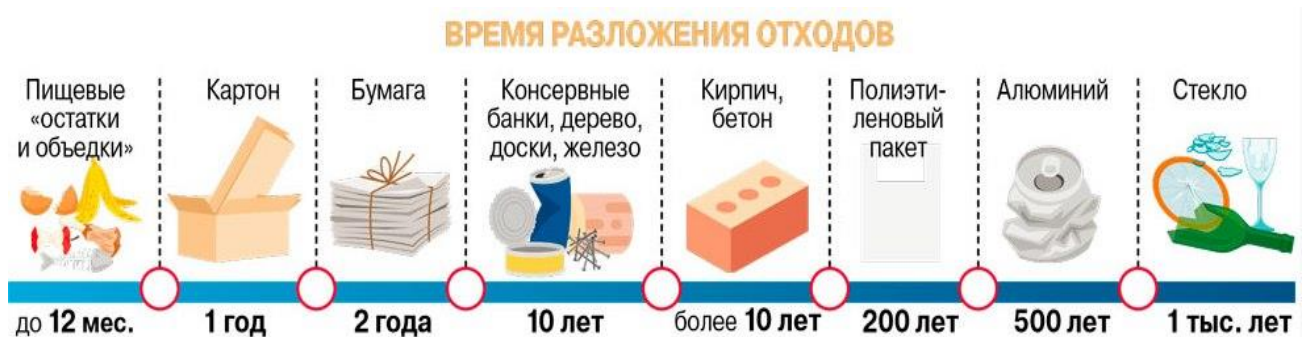 ВРЕМЯ РАЗЛОЖЕНИЯ ОТХОДОВ
Пищевые
«остатки
и объедки»
до 12 мес.
Картон
1 год
Бумага
2 года
Консервные
банки, дерево,
доски, железо
10 лет
Кирпич,
бетон
более 10 лет
Полиэти-
леновый
пакет
200 лет
Алюминий
500 лет
Стекло
1 тыс. лет